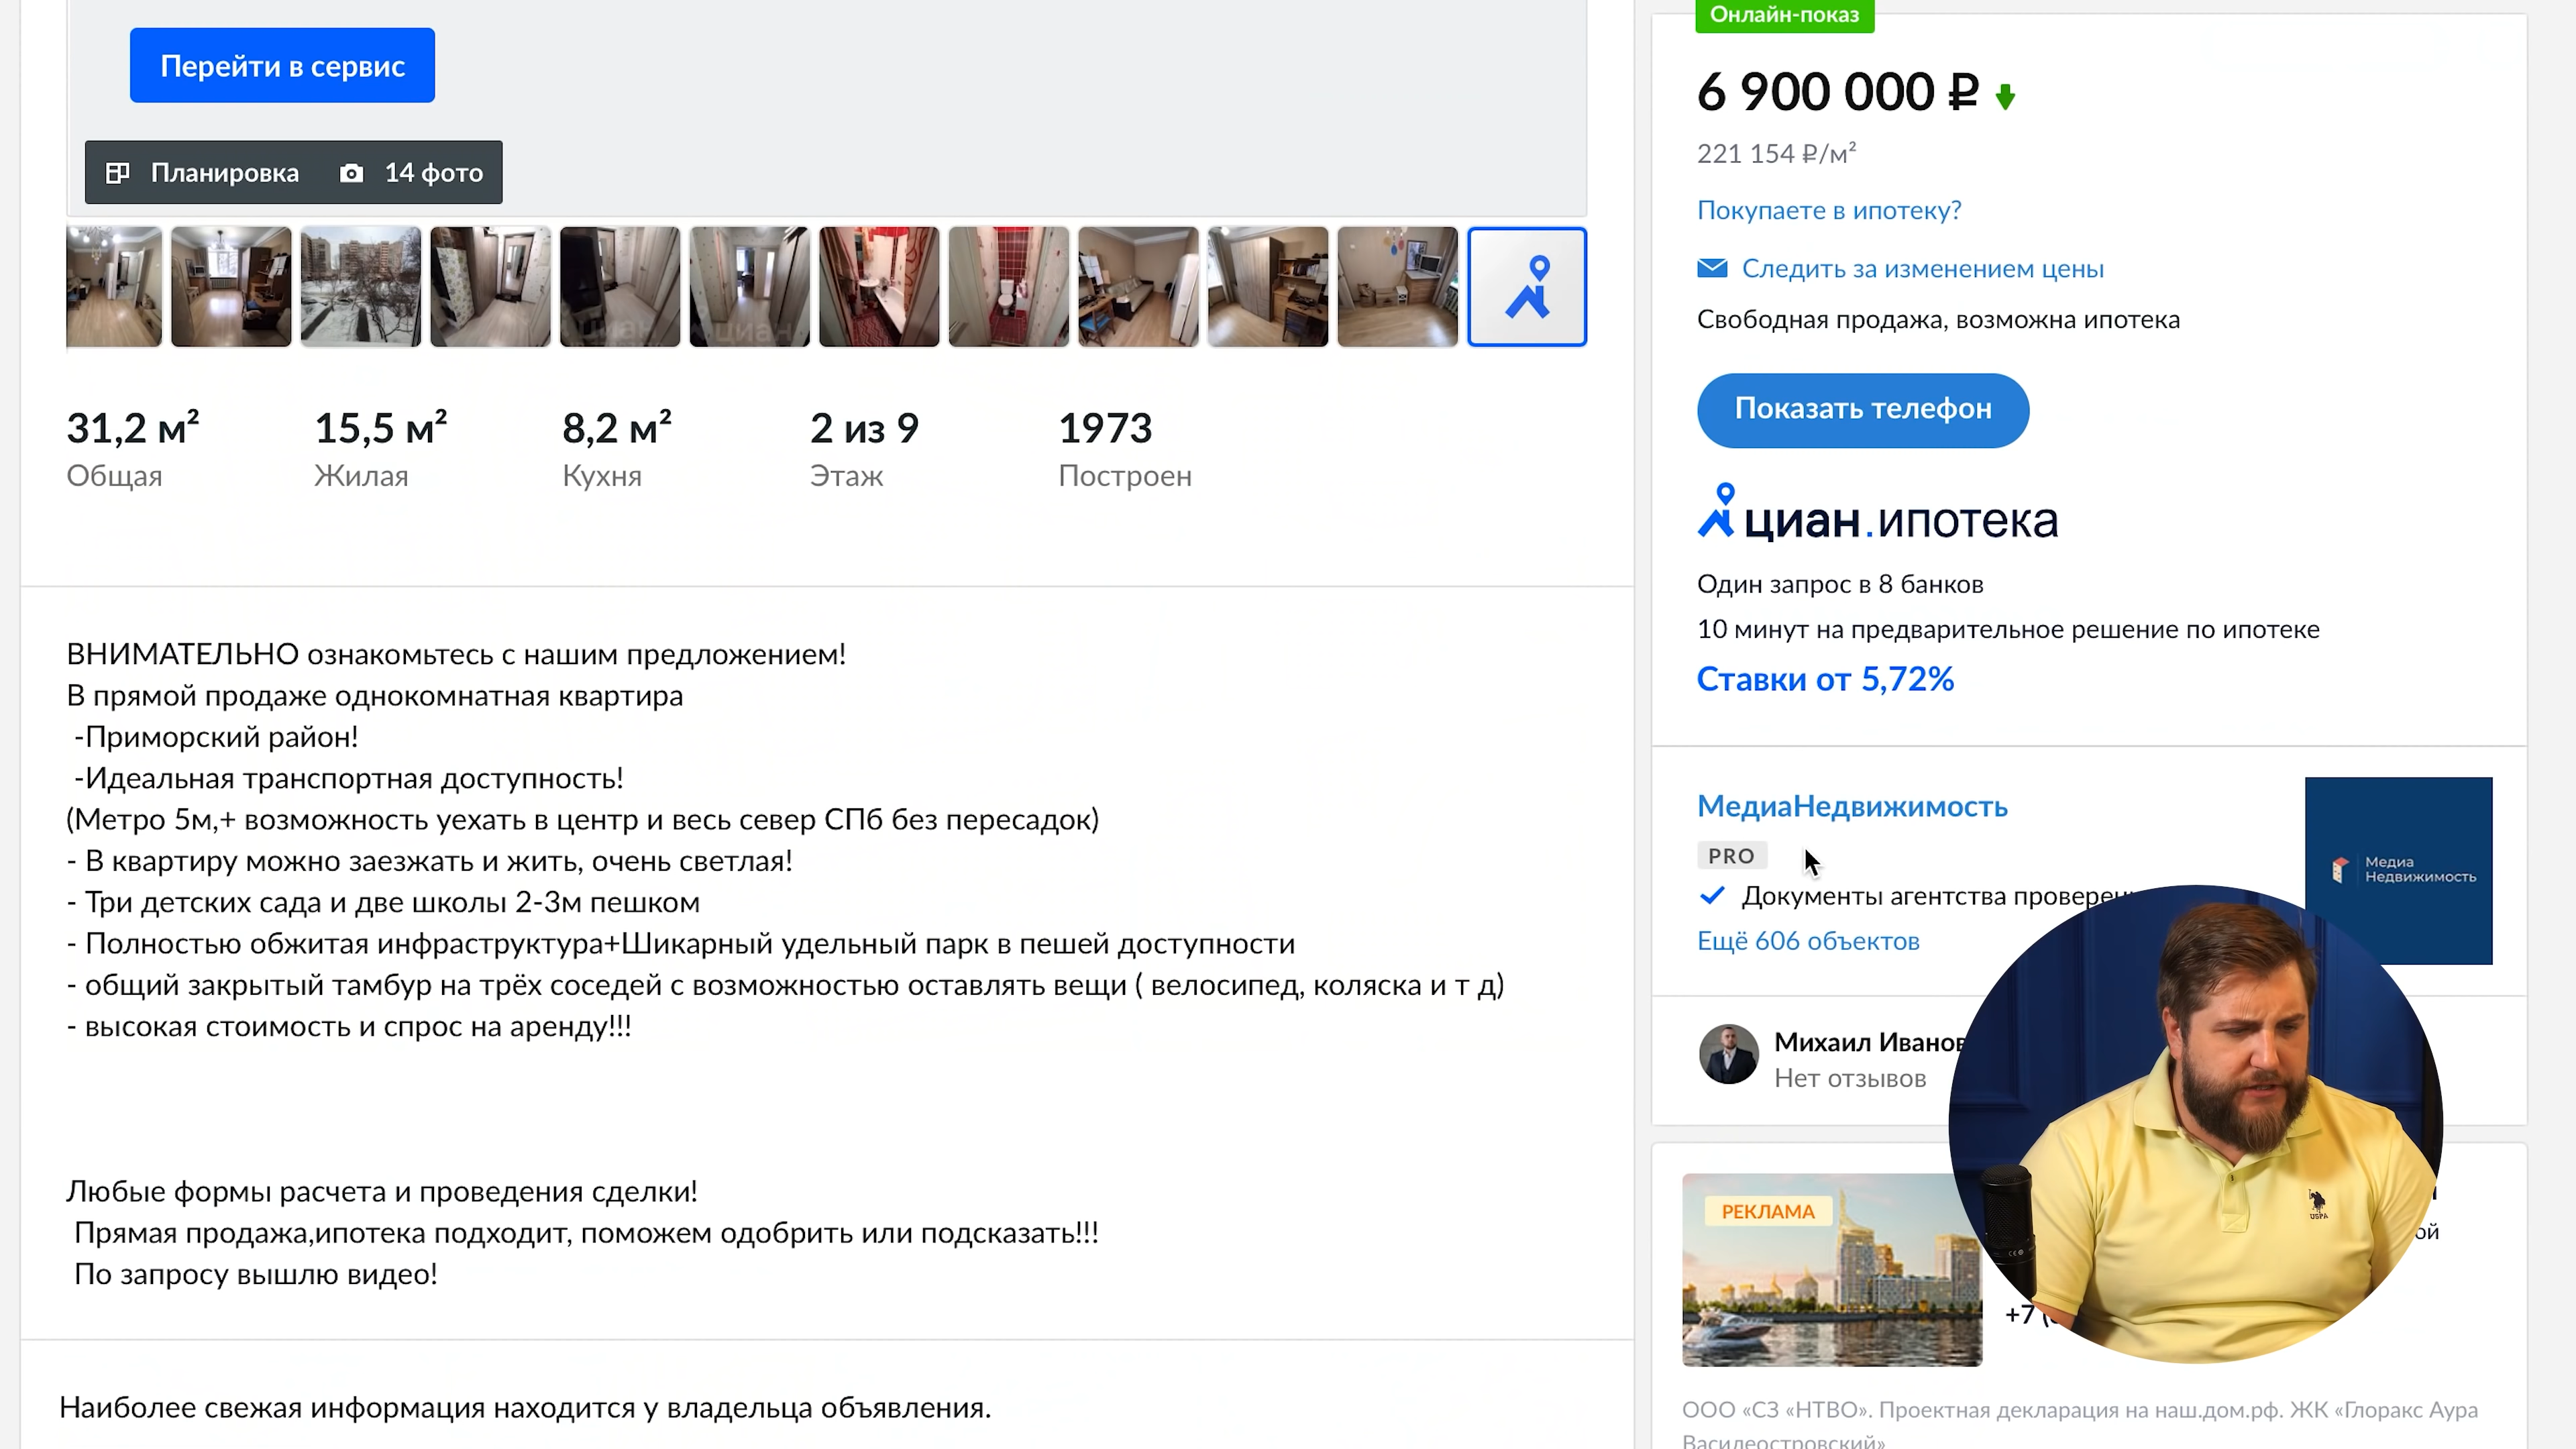 Перейти в сервис
Планировка 14 фото
31,2 м² 15,5 м² 8,2 м² 2 из 9 1973
Общая Жилая Кухня Этаж Построен
ВНИМАТЕЛЬНО ознакомьтесь с нашим предложением!
В прямой продаже однокомнатная квартира
-Приморский район!
-Идеальная транспортная доступность!
(Метро 5м,+ возможность уехать в центр и весь север СПб без пересадок)
- В квартиру можно заезжать и жить, очень светлая!
- Три детских сада и две школы 2-3м пешком
- Полностью обжитая инфраструктура+Шикарный удельный парк в пешей доступности
- общий закрытый тамбур на трёх соседей с возможностью оставлять вещи ( велосипед, коляска и т д)
- высокая стоимость и спрос на аренду!!!
Любые формы расчета и проведения сделки!
Прямая продажа,ипотека подходит, поможем одобрить или подсказать!!!
По запросу вышлю видео!
Наиболее свежая информация находится у владельца объявления.
Онлайн-показ
6 900 000 ₽
221 154 ₽/м²
Покупаете в ипотеку?
Следить за изменением цены
Свободная продажа, возможна ипотека
Показать телефон
циан.ипотека
Один запрос в 8 банков
10 минут на предварительное решение по ипотеке
Ставки от 5,72%
МедиаНедвижимость
PRO
Документы агентства
Ещё 606 объектов
Медиа
Недвижимость
Михаил Иванов
Нет отзывов
РЕКЛАМА
+7
USPA
ООО «СЗ «НТВО». Проектная декларация на наш.дом.рф. ЖК «Глоракс Аура
Василеостровский»